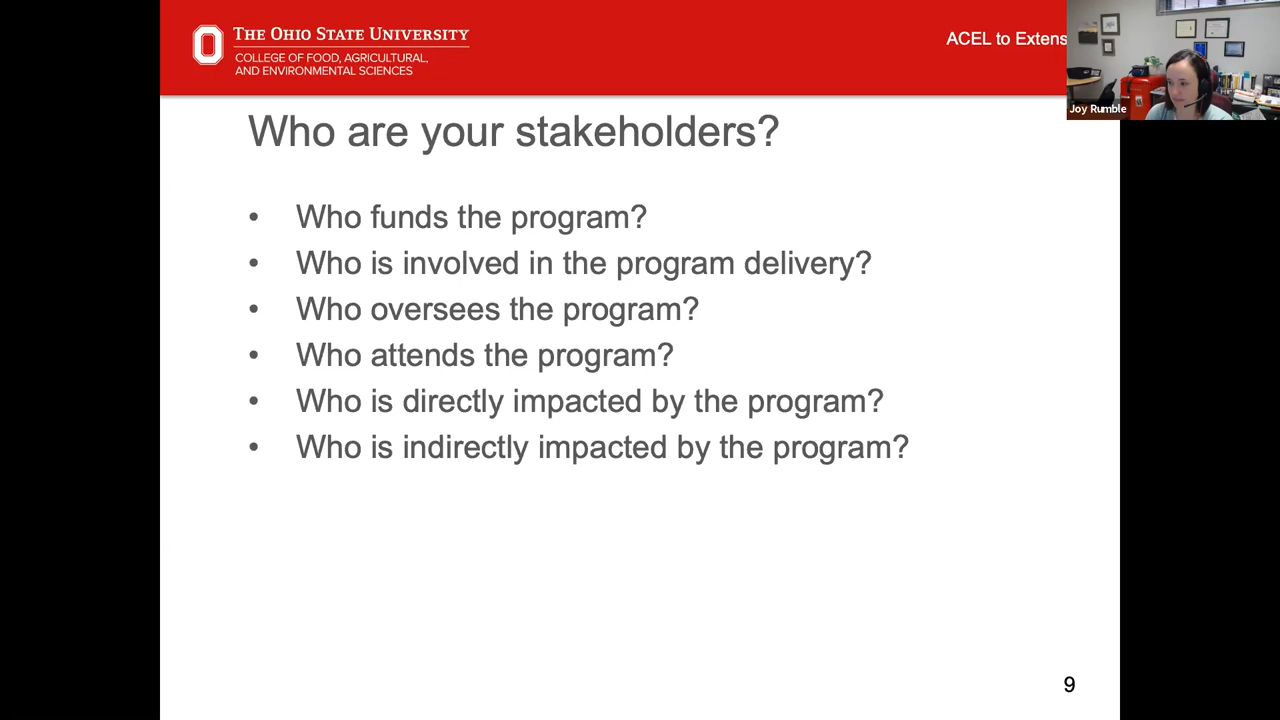 THE OHIO STATE UNIVERSITY
COLLEGE OF FOOD, AGRICULTURAL,
AND ENVIRONMENTAL SCIENCES
ACEL to Extens
Joy Rumble
Who are your stakeholders?
• Who funds the program?
• Who is involved in the program delivery?
• Who oversees the program?
• Who attends the program?
• Who is directly impacted by the program?
• Who is indirectly impacted by the program?
9